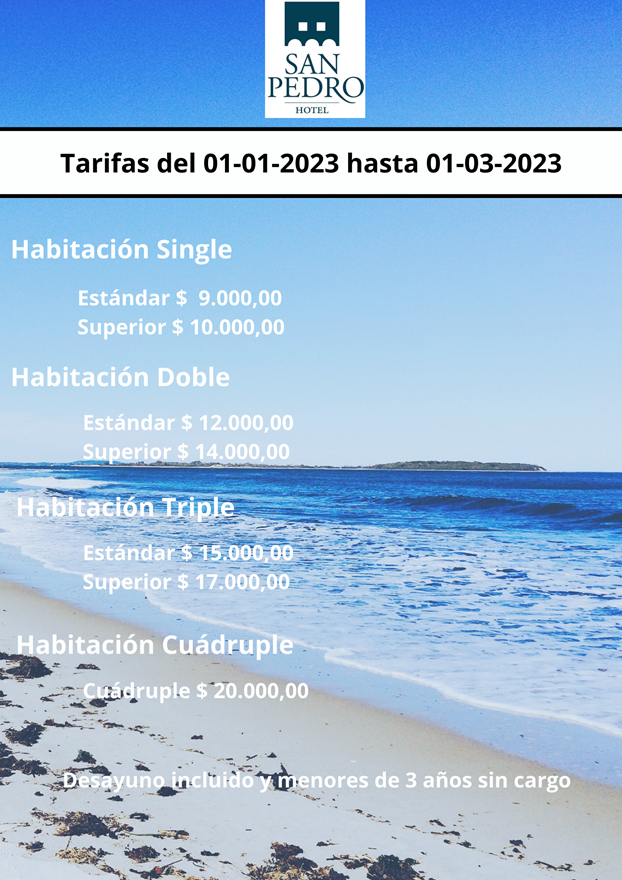 SAN
PEDRO
HOTEL
Tarifas del 01-01-2023 hasta 01-03-2023
Habitación Single
Estándar $  9.000,00
Superior $ 10.000,00
Habitación Doble
Estándar $ 12.000,00
Superior $ 14.000,00
Habitación Triple
Estándar $ 15.000,00
Superior $ 17.000,00
Habitación Cuádruple
Cuádruple $ 20.000,00
Desayuno incluido y menores de 3 años sin cargo